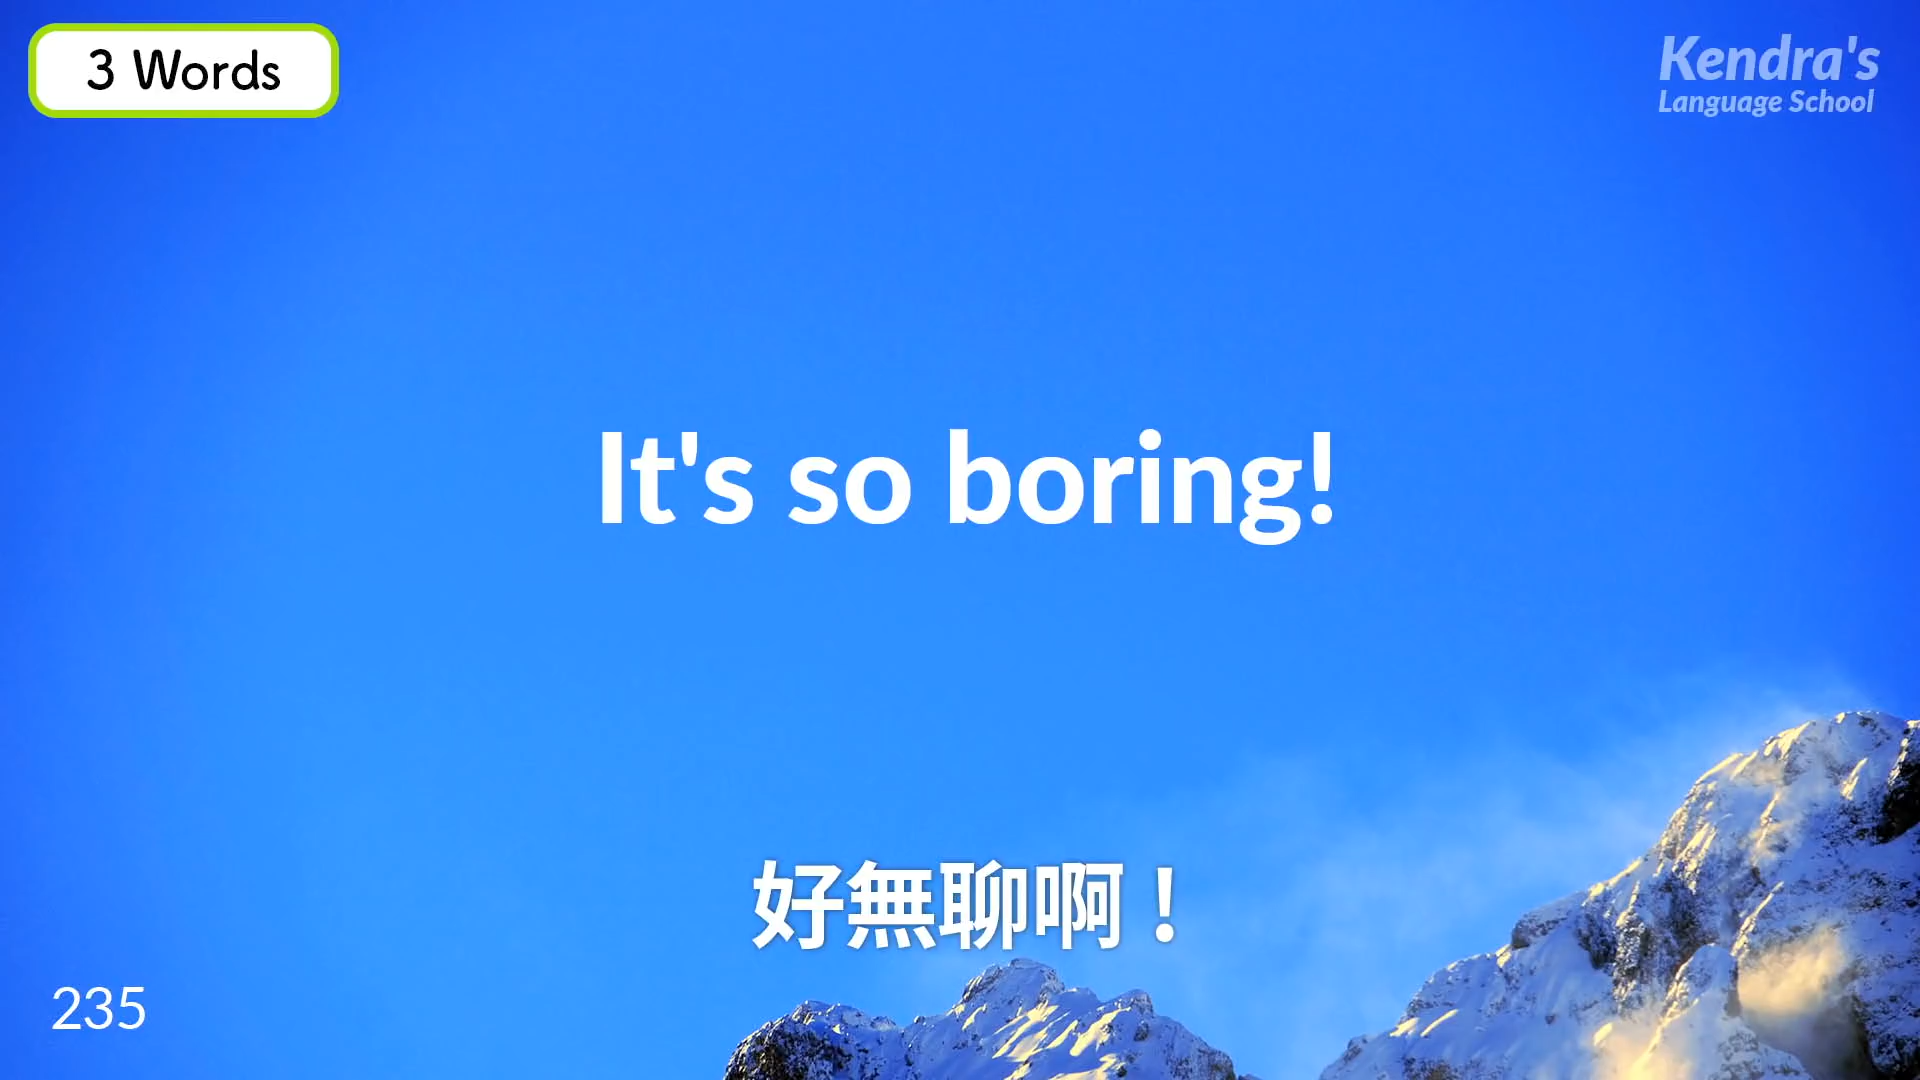 3 Words
Kendra's
Language School
It's so boring!
好無聊啊！
235